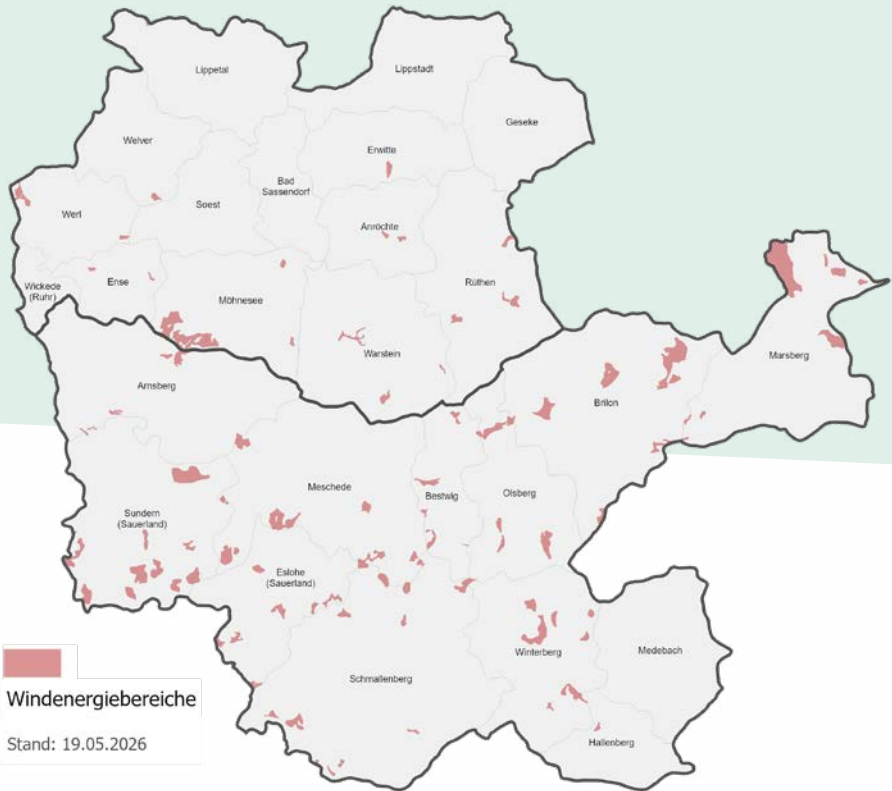 Lippetal
Lippstadt
Geseke
Welver
Erwitte
Bad
Sassendorf
Soest
Werl
Anröchte
Wickede
(Ruhr)
Ense
Möhnesee
Rüthen
Warstein
Marsberg
Arnsberg
Brilon
Meschede
Bestwig
Olsberg
Sundern
(Sauerland)
Eslohe
(Sauerland)
Winterberg
Medebach
Schmallenberg
Hallenberg
Windenergiebereiche
Stand: 19.05.2026